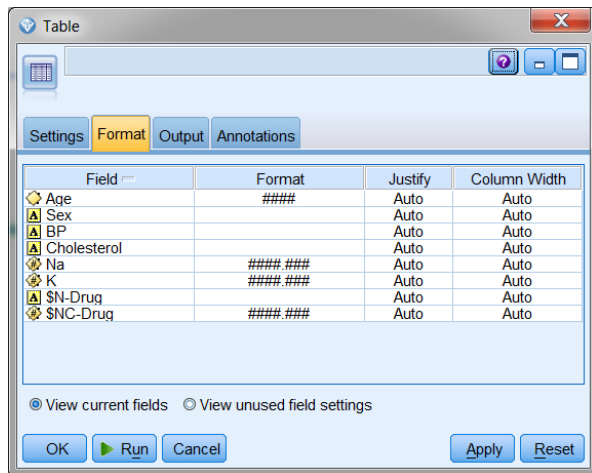 Table
Settings Format Output Annotations
Field Format Justify Column Width
Age #### Auto Auto
A Sex Auto Auto
A BP Auto Auto
A Cholesterol Auto Auto
# Na ####.### Auto Auto
# K ####.### Auto Auto
A $N-Drug Auto Auto
# $NC-Drug ####.### Auto Auto
View current fields View unused field settings
OK Run Cancel Apply Reset